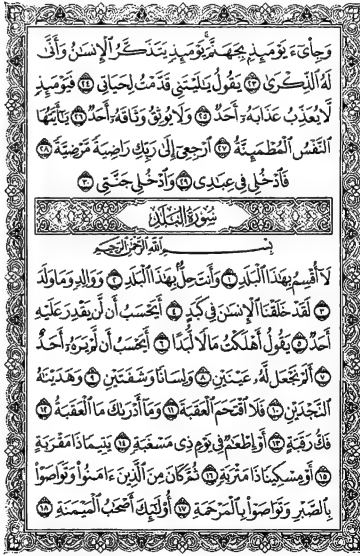 وَجِاْىٓءَ يَوْمَئِذٍۭ بِجَهَنَّمَ ۚ يَوْمَئِذٍ يَتَذَكَّرُ ٱلْإِنسَٰنُ وَأَنَّىٰ
لَهُ ٱلذِّكْرَىٰ ٢٣ يَقُولُ يَٰلَيْتَنِى قَدَّمْتُ لِحَيَاتِى ٢٤ فَيَوْمَئِذٍ
لَّا يُعَذِّبُ عَذَابَهُۥٓ أَحَدٌ ٢٥ وَلَا يُوثِقُ وَثَاقَهُۥٓ أَحَدٌ ٢٦ يَٰٓأَيَّتُهَا
ٱلنَّفْسُ ٱلْمُطْمَئِنَّةُ ٢٧ ٱرْجِعِىٓ إِلَىٰ رَبِّكِ رَاضِيَةً مَّرْضِيَّةً ٢٨
فَٱدْخُلِى فِى عِبَٰدِى ٢٩ وَٱدْخُلِى جَنَّتِى ٣٠
سُورَةُ ٱلْبَلَدِ
بِسْمِ ٱللَّهِ ٱلرَّحْمَٰنِ ٱلرَّحِيمِ
لَآ أُقْسِمُ بِهَٰذَا ٱلْبَلَدِ ١ وَأَنتَ حِلٌّۢ بِهَٰذَا ٱلْبَلَدِ ٢ وَوَالِدٍ وَمَا وَلَدَ
٣ لَقَدْ خَلَقْنَا ٱلْإِنسَٰنَ فِى كَبَدٍ ٤ أَيَحْسَبُ أَن لَّن يَقْدِرَ عَلَيْهِ
أَحَدٌ ٥ يَقُولُ أَهْلَكْتُ مَالًا لُّبَدًا ٦ أَيَحْسَبُ أَن لَّمْ يَرَهُۥٓ أَحَدٌ
٧ أَلَمْ نَجْعَل لَّهُۥ عَيْنَيْنِ ٨ وَلِسَانًا وَشَفَتَيْنِ ٩ وَهَدَيْنَٰهُ
ٱلنَّجْدَيْنِ ١٠ فَلَا ٱقْتَحَمَ ٱلْعَقَبَةَ ١١ وَمَآ أَدْرَىٰكَ مَا ٱلْعَقَبَةُ ١٢
فَكُّ رَقَبَةٍ ١٣ أَوْ إِطْعَٰمٌ فِى يَوْمٍ ذِى مَسْغَبَةٍ ١٤ يَتِيمًا ذَا مَقْرَبَةٍ
١٥ أَوْ مِسْكِينًا ذَا مَتْرَبَةٍ ١٦ ثُمَّ كَانَ مِنَ ٱلَّذِينَ ءَامَنُوا۟ وَتَوَاصَوْا۟
بِٱلصَّبْرِ وَتَوَاصَوْا۟ بِٱلْمَرْحَمَةِ ١٧ أُو۟لَٰٓئِكَ أَصْحَٰبُ ٱلْمَيْمَنَةِ ١٨